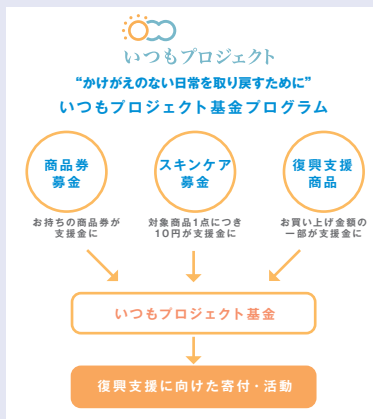 いつもプロジェクト
“かけがえのない日常を取り戻すために”
いつもプロジェクト基金プログラム
商品券
募金
お持ちの商品券が
支援金に
スキンケア
募金
対象商品1点につき
10円が支援金に
復興支援
商品
お買い上げ金額の
一部が支援金に
いつもプロジェクト基金
復興支援に向けた寄付・活動